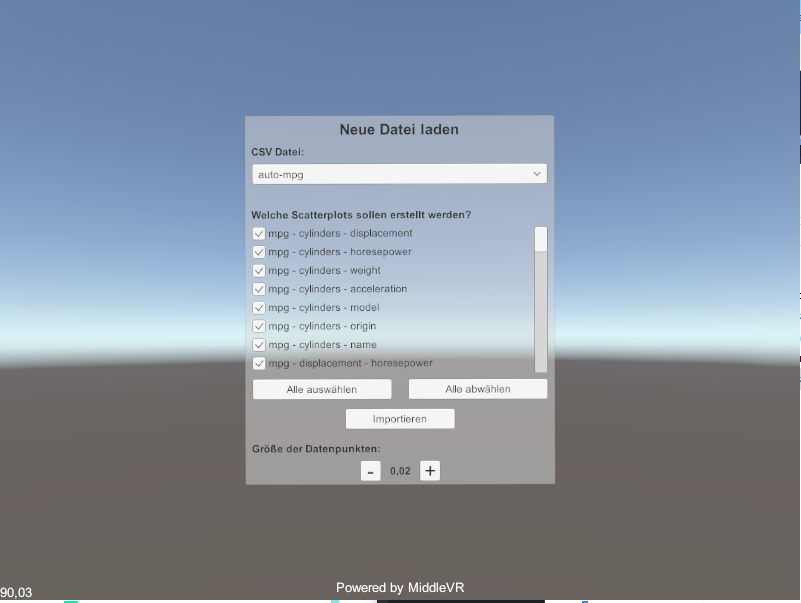 Neue Datei laden
CSV Datei:
auto-mpg
Welche Scatterplots sollen erstellt werden?
mpg - cylinders - displacement
mpg - cylinders - horesepower
mpg - cylinders - weight
mpg - cylinders - acceleration
mpg - cylinders - model
mpg - cylinders - origin
mpg - cylinders - name
mpg - displacement - horesepower
Alle auswählen Alle abwählen
Importieren
Größe der Datenpunkten:
- 0,02 +
Powered by MiddleVR
90,03